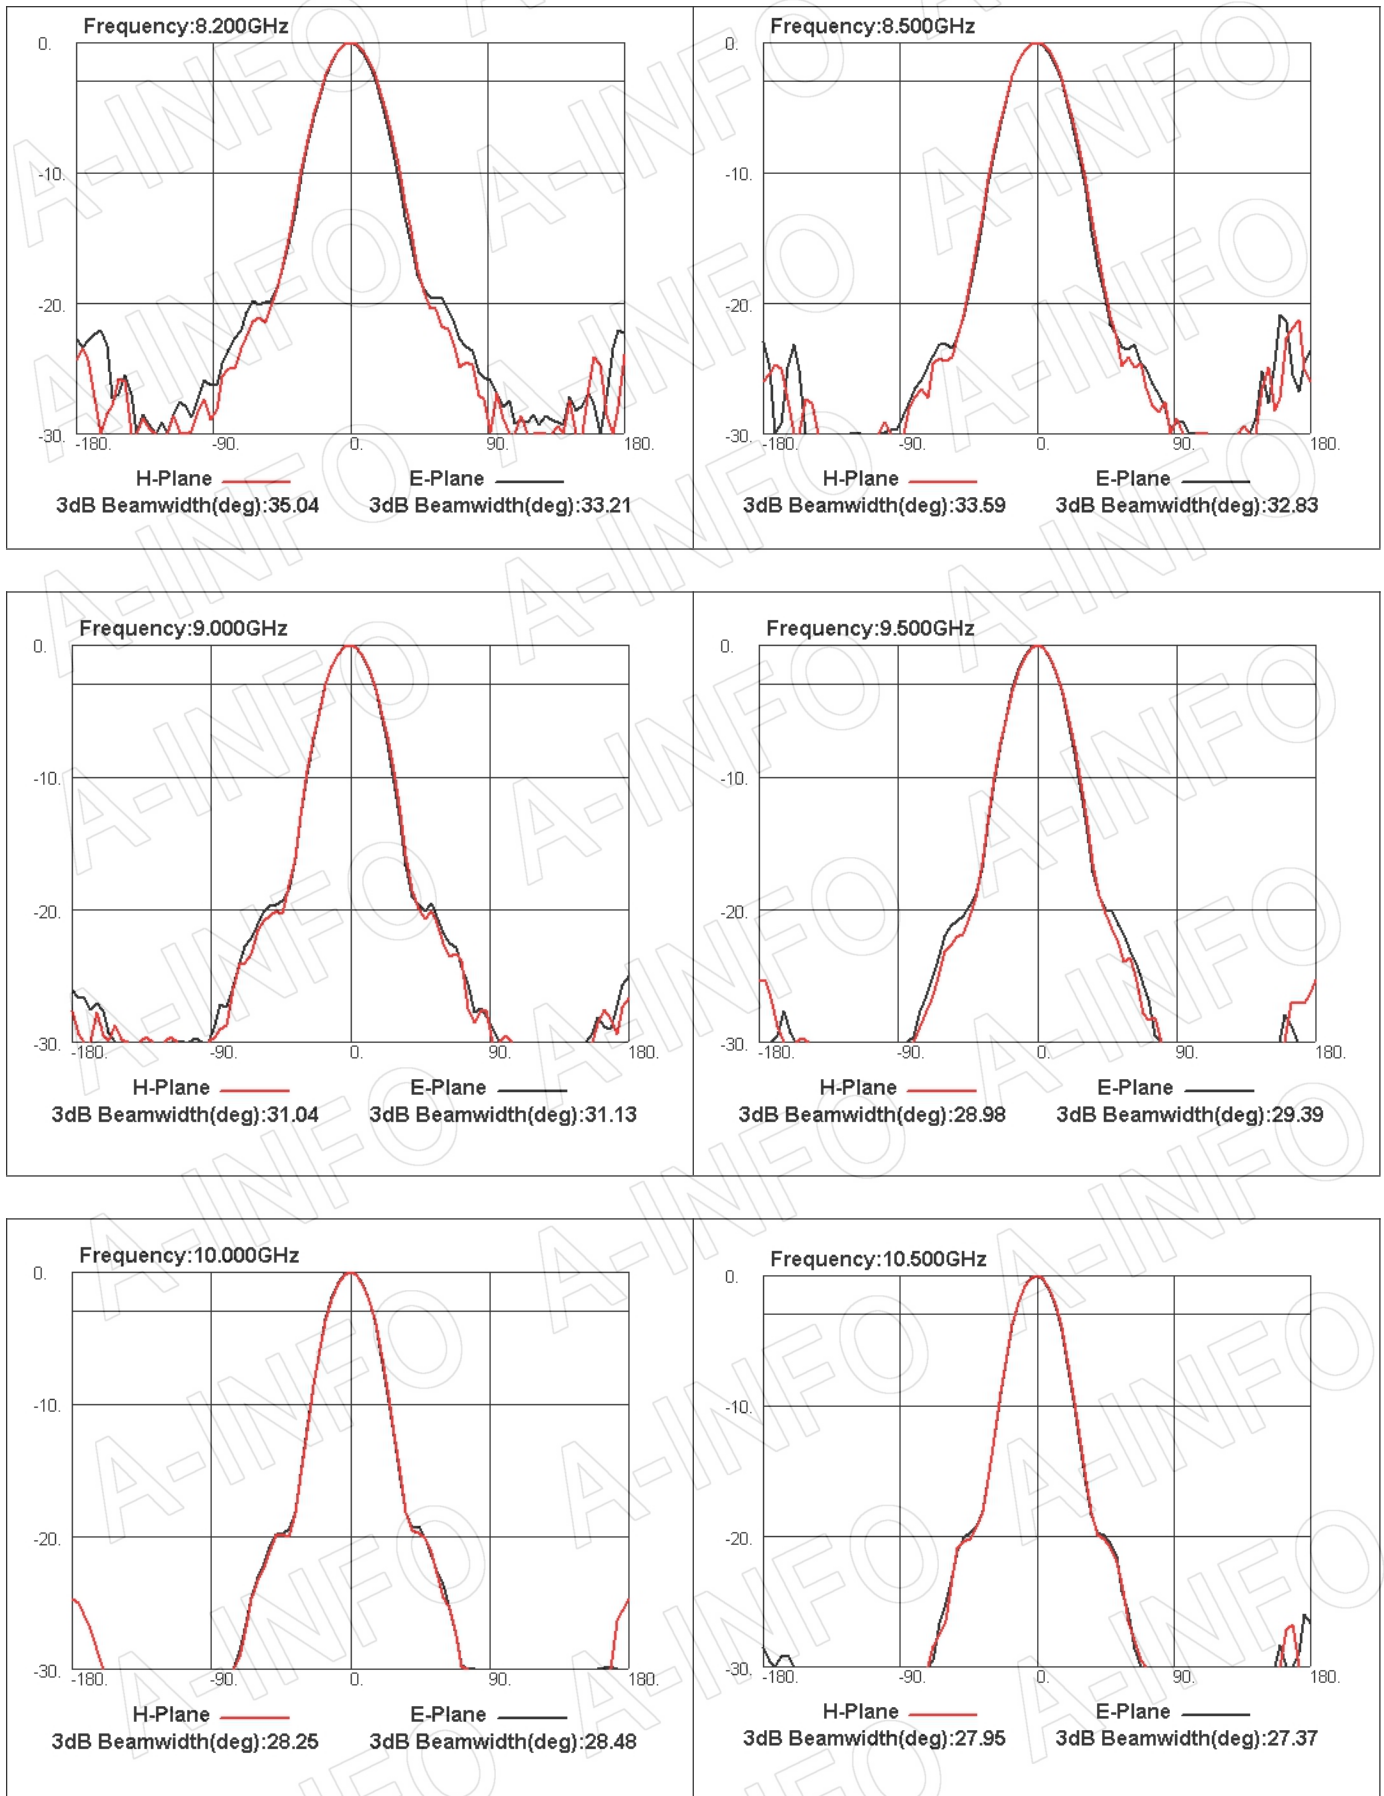 Frequency:8.200GHz
0.
-10.
-20.
-30.
-180.
-90.
0.
90.
180.
H-Plane
E-Plane
3dB Beamwidth(deg):35.04
3dB Beamwidth(deg):33.21
Frequency:8.500GHz
0.
-10.
-20.
-30.
-180.
-90.
0.
90.
180.
H-Plane
E-Plane
3dB Beamwidth(deg):33.59
3dB Beamwidth(deg):32.83
Frequency:9.000GHz
0.
-10.
-20.
-30.
-180.
-90.
0.
90.
180.
H-Plane
E-Plane
3dB Beamwidth(deg):31.04
3dB Beamwidth(deg):31.13
Frequency:9.500GHz
0.
-10.
-20.
-30.
-180.
-90.
0.
90.
180.
H-Plane
E-Plane
3dB Beamwidth(deg):28.98
3dB Beamwidth(deg):29.39
Frequency:10.000GHz
0.
-10.
-20.
-30.
-180.
-90.
0.
90.
180.
H-Plane
E-Plane
3dB Beamwidth(deg):28.25
3dB Beamwidth(deg):28.48
Frequency:10.500GHz
0.
-10.
-20.
-30.
-180.
-90.
0.
90.
180.
H-Plane
E-Plane
3dB Beamwidth(deg):27.95
3dB Beamwidth(deg):27.37
A-INFO